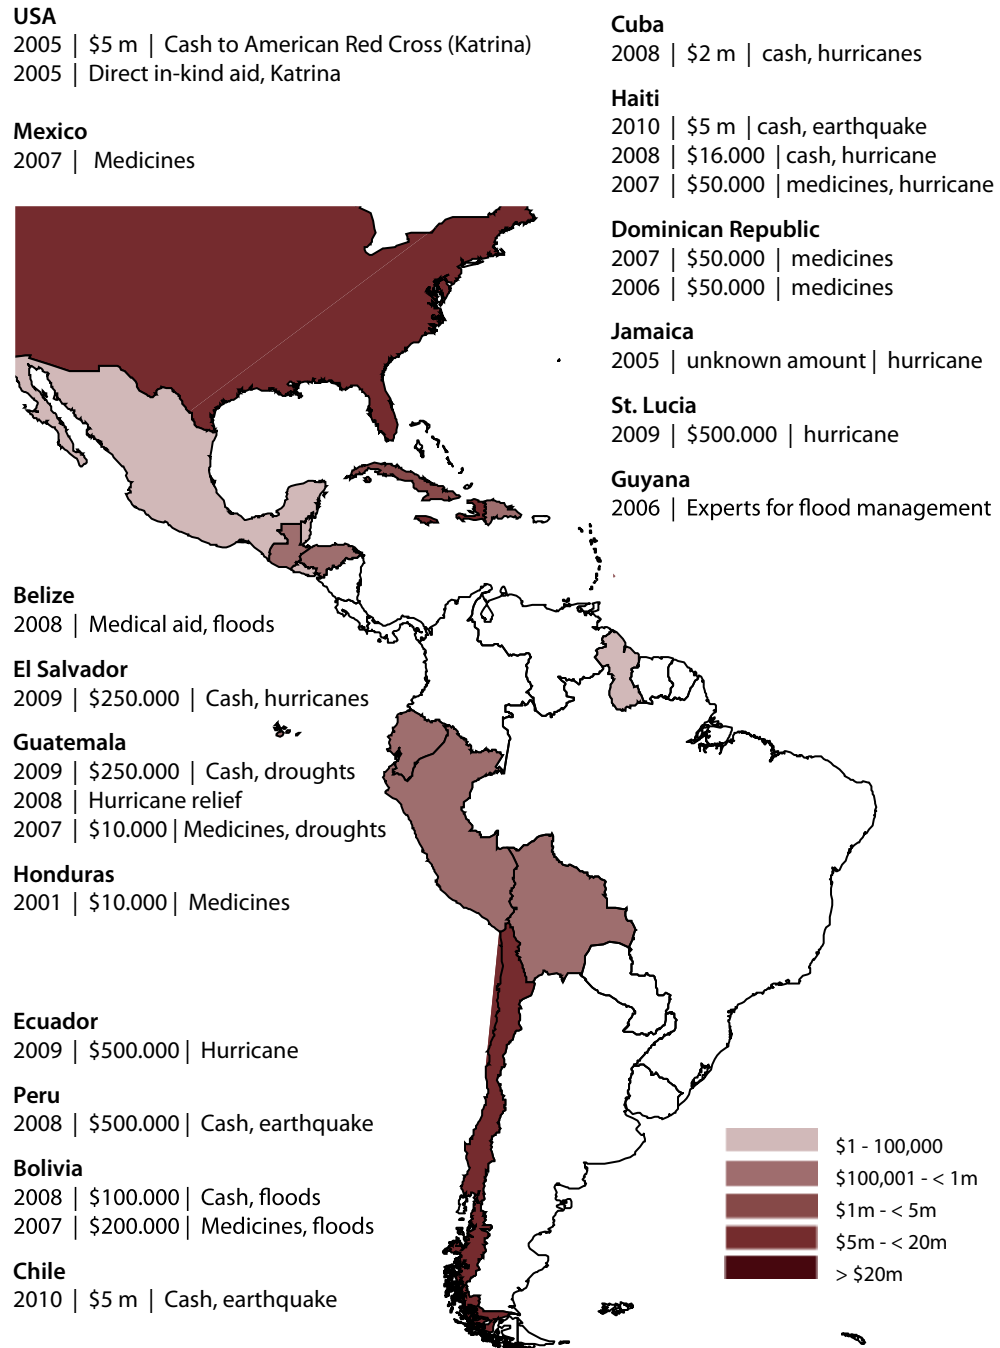 USA
2005 | $5 m | Cash to American Red Cross (Katrina)
2005 | Direct in-kind aid, Katrina
Mexico
2007 | Medicines
Cuba
2008 | $2 m | cash, hurricanes
Haiti
2010 | $5 m | cash, earthquake
2008 | $16.000 | cash, hurricane
2007 | $50.000 | medicines, hurricane
Dominican Republic
2007 | $50.000 | medicines
2006 | $50.000 | medicines
Jamaica
2005 | unknown amount | hurricane
St. Lucia
2009 | $500.000 | hurricane
Guyana
2006 | Experts for flood management
Belize
2008 | Medical aid, floods
El Salvador
2009 | $250.000 | Cash, hurricanes
Guatemala
2009 | $250.000 | Cash, droughts
2008 | Hurricane relief
2007 | $10.000 | Medicines, droughts
Honduras
2001 | $10.000 | Medicines
Ecuador
2009 | $500.000 | Hurricane
Peru
2008 | $500.000 | Cash, earthquake
Bolivia
2008 | $100.000 | Cash, floods
2007 | $200.000 | Medicines, floods
Chile
2010 | $5 m | Cash, earthquake
$1 - 100,000
$100,001 - < 1m
$1m - < 5m
$5m - < 20m
> $20m